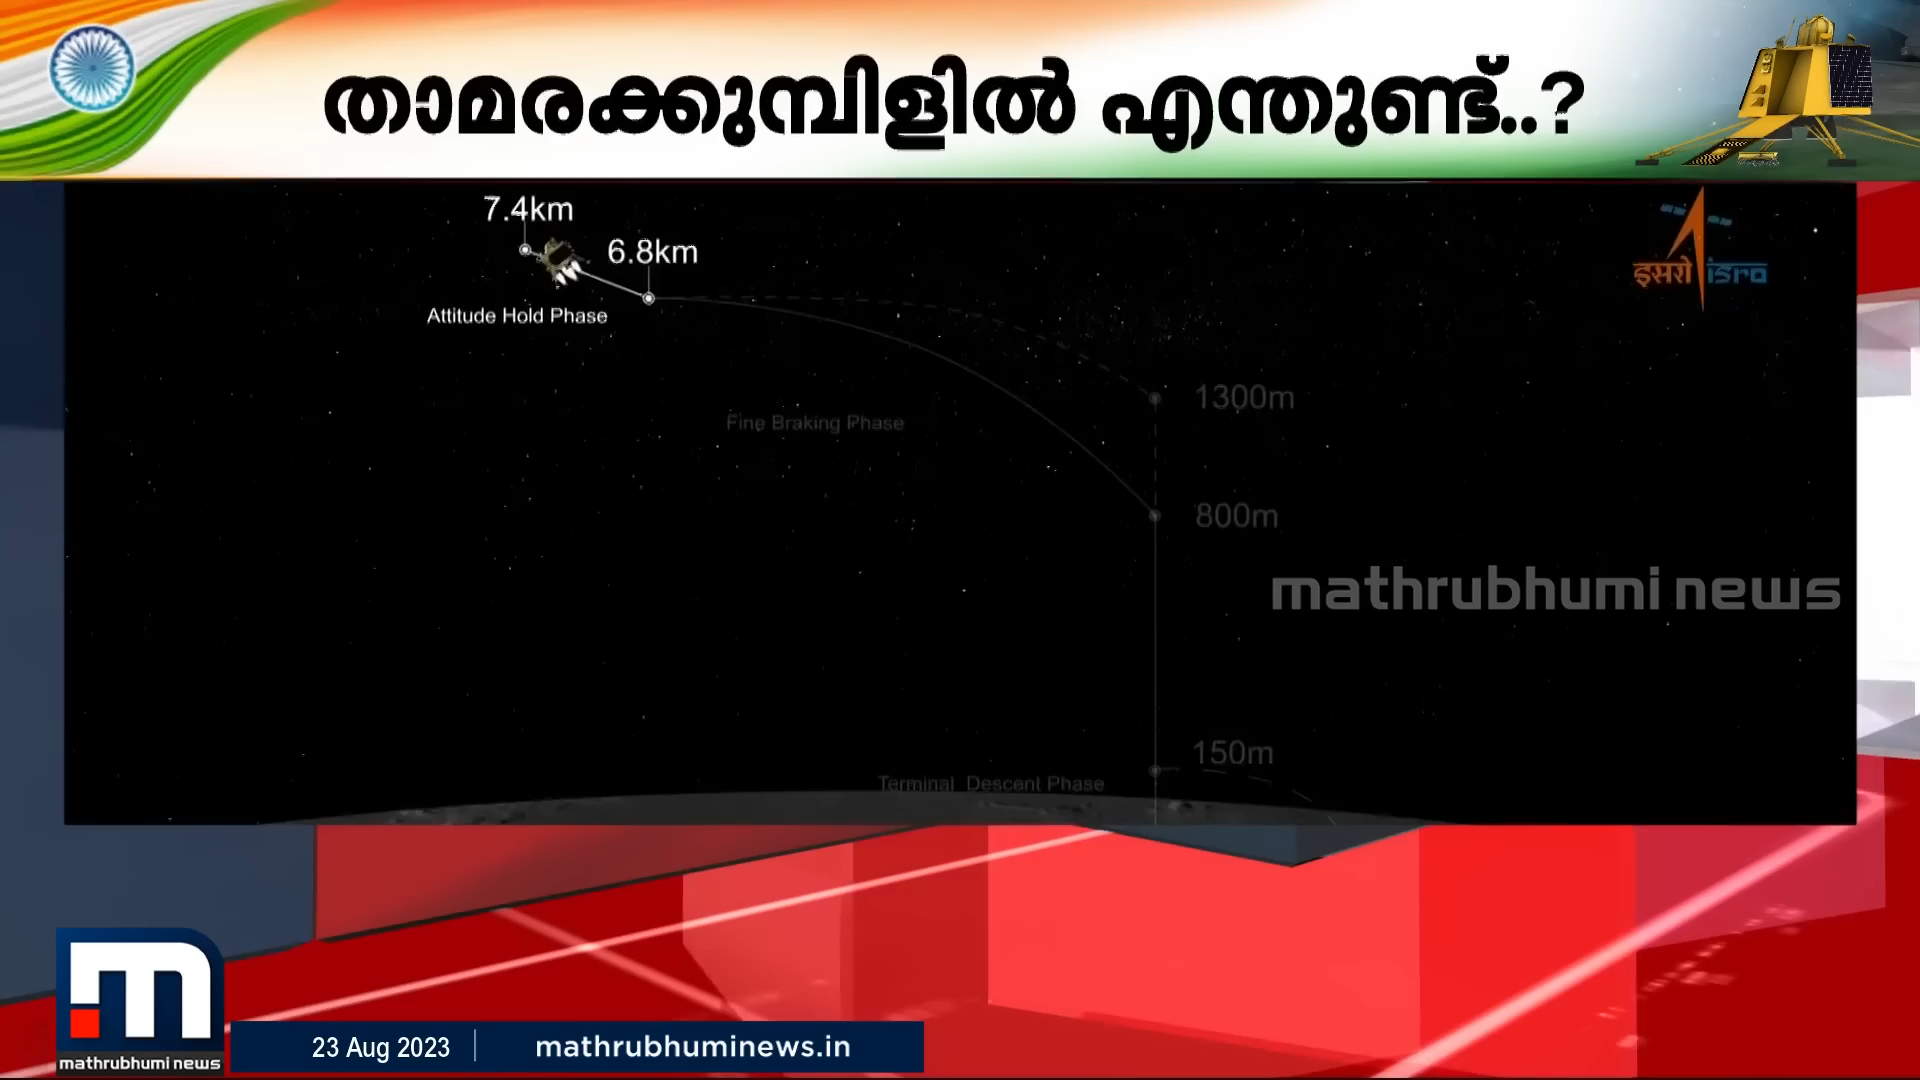 താമരക്കുമ്പിളിൽ എന്തുണ്ട്..?
7.4km
6.8km
इसरो isro
Attitude Hold Phase
1300m
Fine Braking Phase
800m
mathrubhumi news
150m
Terminal Descent Phase
mathrubhumi news
23 Aug 2023
mathrubhuminews.in